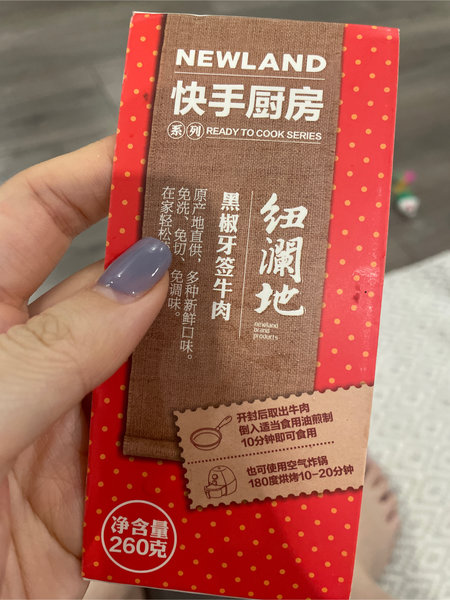 NEWLAND
快手厨房
系列 READY TO COOK SERIES
纽澜地
newland
brand
products
黑椒牙签牛肉
原产地直供，多种新鲜口味。
免洗、免切、免调味。
在家轻松
开封后取出牛肉
倒入适当食用油煎制
10分钟即可食用
也可使用空气炸锅
180度烘烤10-20分钟
净含量
260克